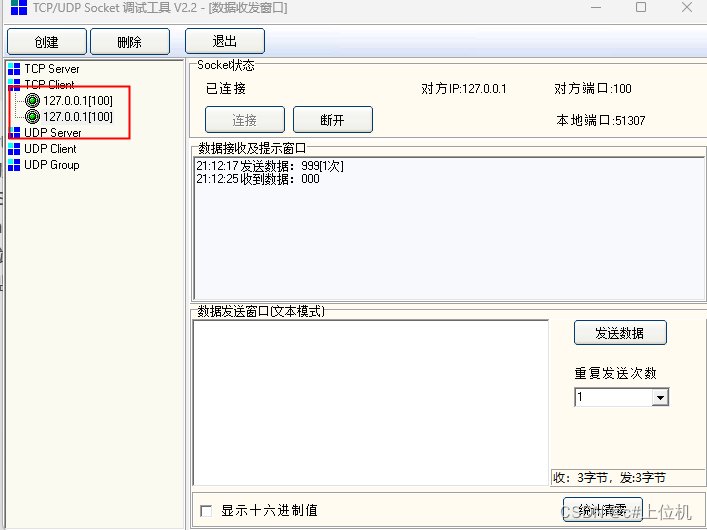 TCP/UDP Socket 调试工具 V2.2 - [数据收发窗口]
创建 删除 退出
TCP Server
TCP Client
127.0.0.1[100]
127.0.0.1[100]
UDP Server
UDP Client
UDP Group
Socket状态
已连接 对方IP:127.0.0.1 对方端口:100
连接 断开 本地端口:51307
数据接收及提示窗口
21:12:17发送数据：999[1次]
21:12:25收到数据：000
数据发送窗口(文本模式)
发送数据
重复发送次数
1
收：3字节，发:3字节
显示十六进制值
统计清零
CSDN @c#上位机